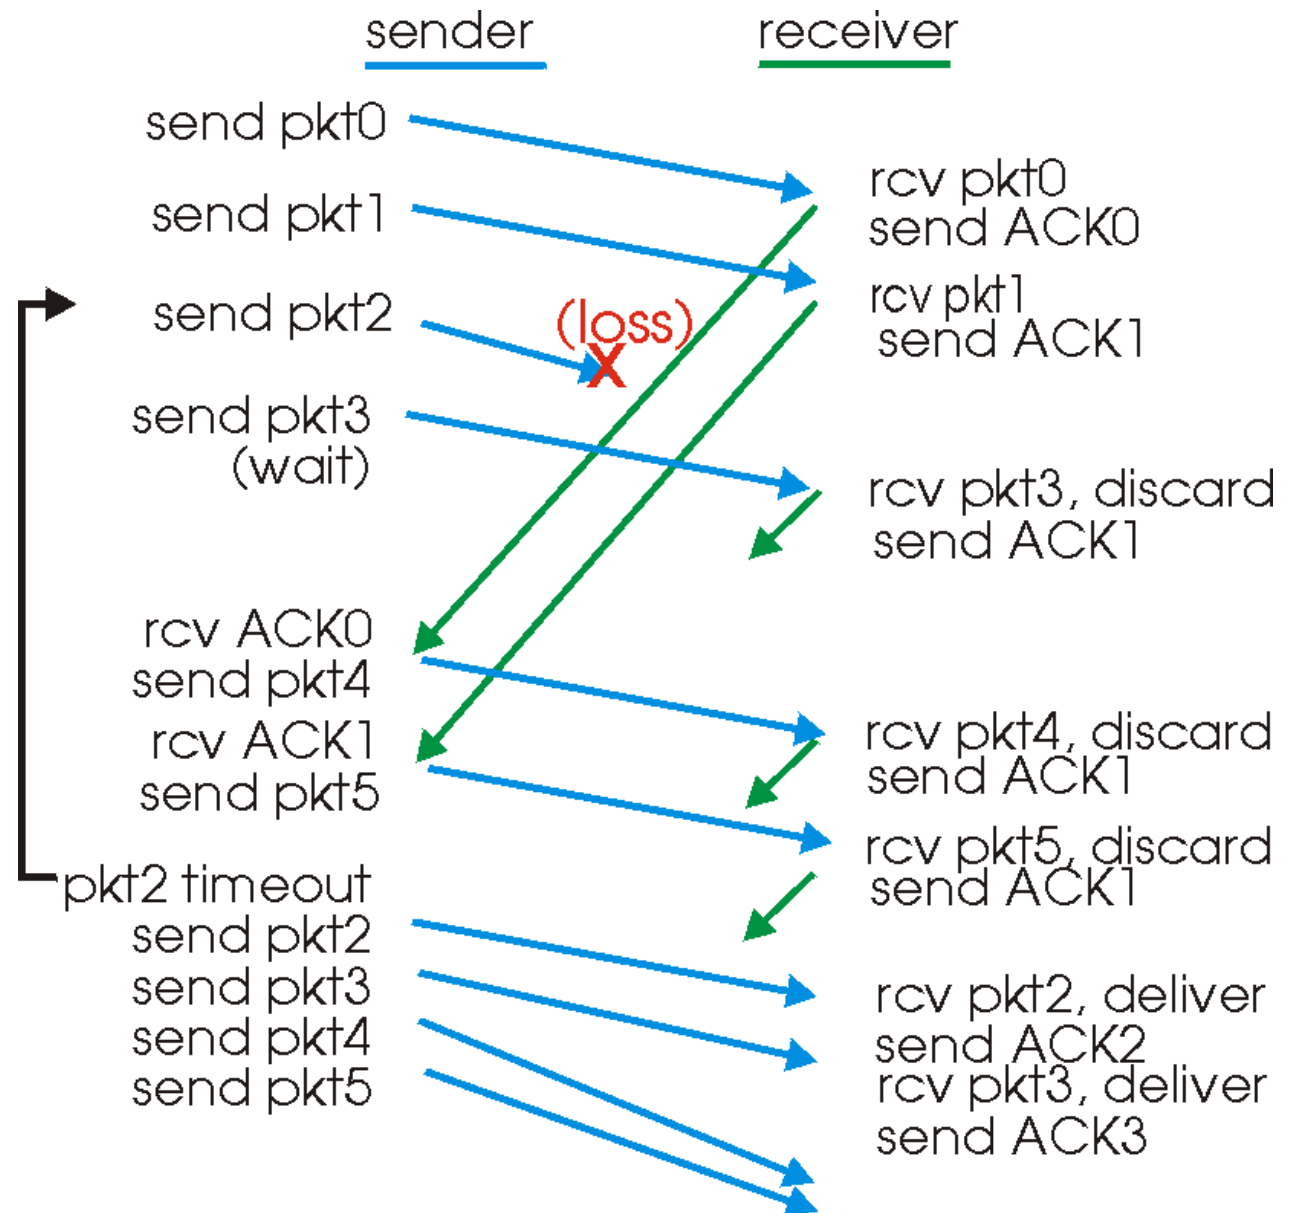 sender
receiver
send pkt0
rcv pkt0
send ACK0
send pkt1
rcv pkt1
send ACK1
send pkt2
(loss)
X
send pkt3
(wait)
rcv pkt3, discard
send ACK1
rcv ACK0
send pkt4
rcv ACK1
send pkt5
rcv pkt4, discard
send ACK1
rcv pkt5, discard
send ACK1
pkt2 timeout
send pkt2
send pkt3
send pkt4
send pkt5
rcv pkt2, deliver
send ACK2
rcv pkt3, deliver
send ACK3